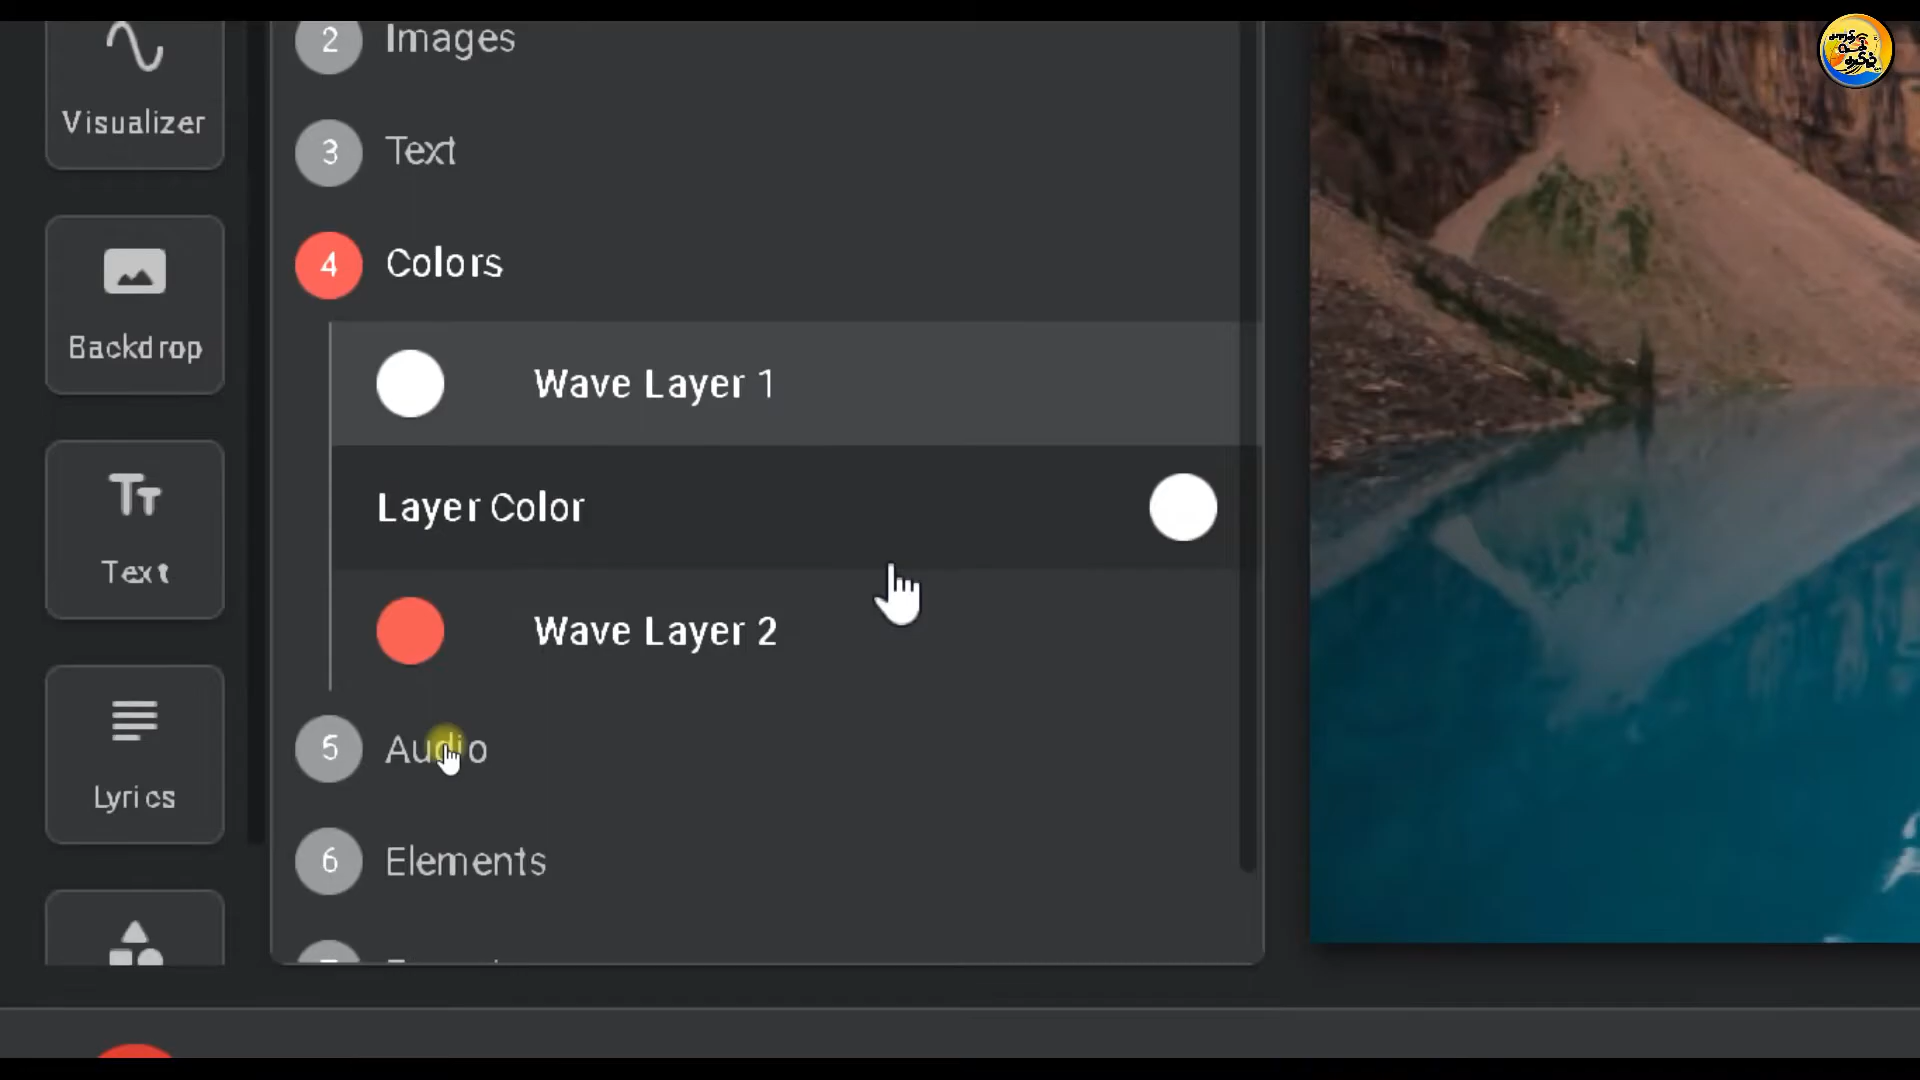 2 Images
Visualizer
3 Text
4 Colors
Wave Layer 1
Backdrop
Layer Color
Text
Wave Layer 2
5 Audio
Lyrics
6 Elements